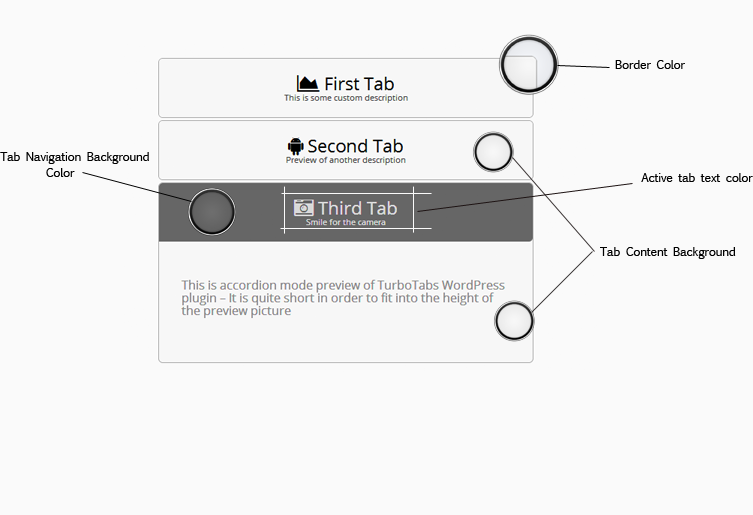 Border Color
First Tab
This is some custom description
Second Tab
Preview of another description
Tab Navigation Background
Color
Active tab text color
Third Tab
Smile for the camera
Tab Content Background
This is accordion mode preview of TurboTabs WordPress
plugin – It is quite short in order to fit into the height of
the preview picture